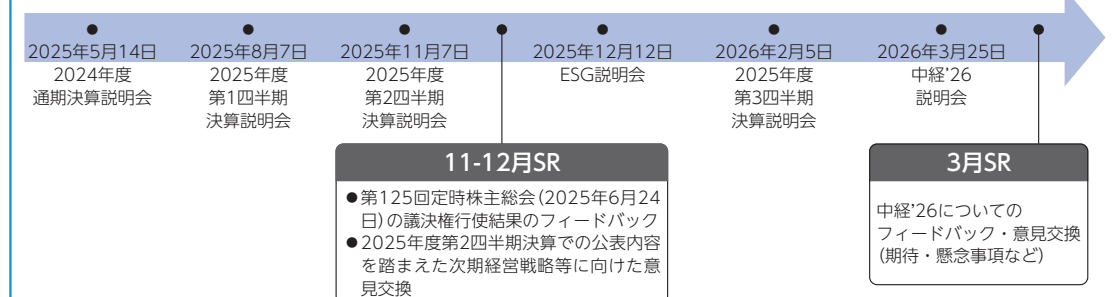 2025年5月14日
2024年度
通期決算説明会
2025年8月7日
2025年度
第1四半期
決算説明会
2025年11月7日
2025年度
第2四半期
決算説明会
2025年12月12日
ESG説明会
2026年2月5日
2025年度
第3四半期
決算説明会
2026年3月25日
中経’26
説明会
11-12月SR
●第125回定時株主総会(2025年6月24
日)の議決権行使結果のフィードバック
●2025年度第2四半期決算での公表内容
を踏まえた次期経営戦略等に向けた意
見交換
3月SR
中経’26についての
フィードバック・意見交換
(期待・懸念事項など)